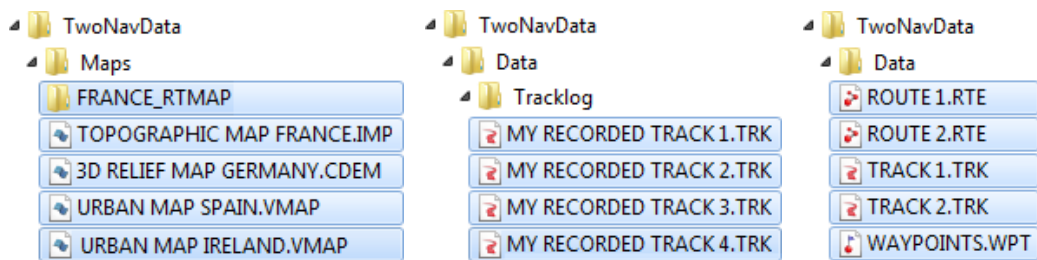 TwoNavData
Maps
FRANCE_RTMAP
TOPOGRAPHIC MAP FRANCE.IMP
3D RELIEF MAP GERMANY.CDEM
URBAN MAP SPAIN.VMAP
URBAN MAP IRELAND.VMAP
TwoNavData
Data
Tracklog
MY RECORDED TRACK 1.TRK
MY RECORDED TRACK 2.TRK
MY RECORDED TRACK 3.TRK
MY RECORDED TRACK 4.TRK
TwoNavData
Data
ROUTE 1.RTE
ROUTE 2.RTE
TRACK 1.TRK
TRACK 2.TRK
WAYPOINTS.WPT